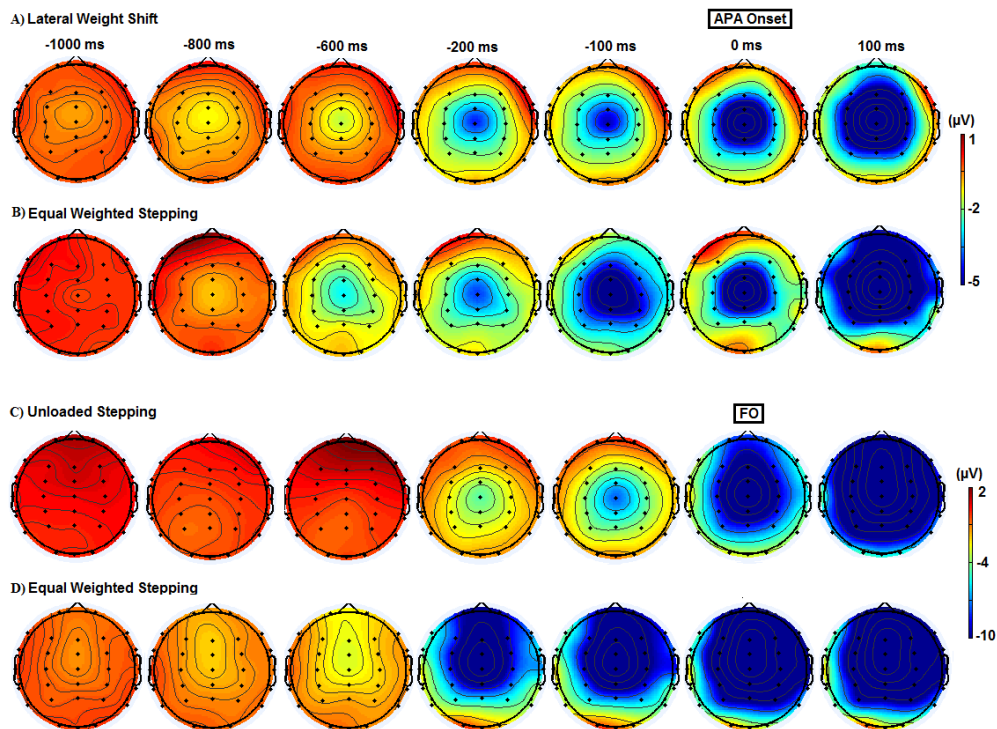 A) Lateral Weight Shift
APA Onset
-1000 ms -800 ms -600 ms -200 ms -100 ms 0 ms 100 ms
(µV)
1
-2
-5
B) Equal Weighted Stepping
C) Unloaded Stepping
FO
(µV)
2
-4
-10
D) Equal Weighted Stepping